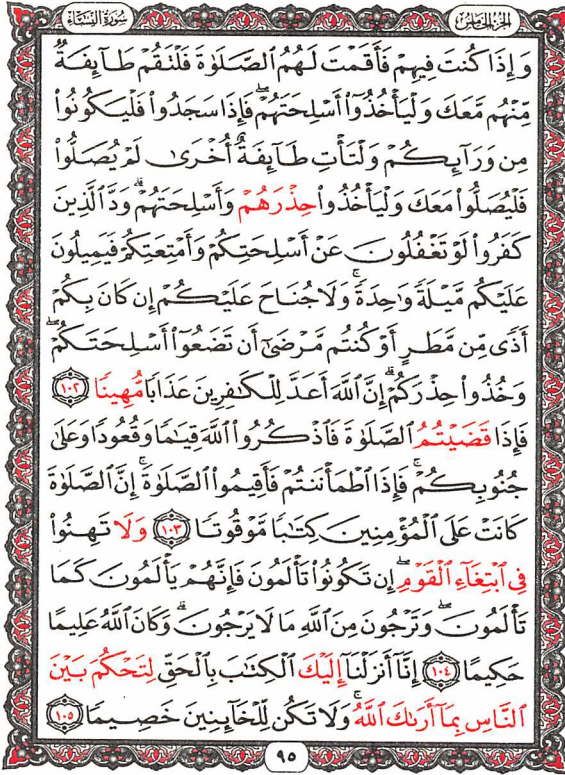 الجزء الخامس
سُورَةُ النِّسَاءِ
وَإِذَا كُنتَ فِيهِمْ فَأَقَمْتَ لَهُمُ ٱلصَّلَوٰةَ فَلْتَقُمْ طَآئِفَةٌ
مِّنْهُم مَّعَكَ وَلْيَأْخُذُوٓا۟ أَسْلِحَتَهُمْ ۖ فَإِذَا سَجَدُوا۟ فَلْيَكُونُوا۟
مِن وَرَآئِكُمْ وَلْتَأْتِ طَآئِفَةٌ أُخْرَىٰ لَمْ يُصَلُّوا۟
فَلْيُصَلُّوا۟ مَعَكَ وَلْيَأْخُذُوا۟ حِذْرَهُمْ وَأَسْلِحَتَهُمْ ۗ وَدَّ ٱلَّذِينَ
كَفَرُوا۟ لَوْ تَغْفُلُونَ عَنْ أَسْلِحَتِكُمْ وَأَمْتِعَتِكُمْ فَيَمِيلُونَ
عَلَيْكُم مَّيْلَةً وَٰحِدَةً ۚ وَلَا جُنَاحَ عَلَيْكُمْ إِن كَانَ بِكُمْ
أَذًى مِّن مَّطَرٍ أَوْ كُنتُم مَّرْضَىٰٓ أَن تَضَعُوٓا۟ أَسْلِحَتَكُمْ ۖ
وَخُذُوا۟ حِذْرَكُمْ ۗ إِنَّ ٱللَّهَ أَعَدَّ لِلْكَٰفِرِينَ عَذَابًا مُّهِينًا ١٠٢
فَإِذَا قَضَيْتُمُ ٱلصَّلَوٰةَ فَٱذْكُرُوا۟ ٱللَّهَ قِيَٰمًا وَقُعُودًا وَعَلَىٰ
جُنُوبِكُمْ ۚ فَإِذَا ٱطْمَأْنَنتُمْ فَأَقِيمُوا۟ ٱلصَّلَوٰةَ ۚ إِنَّ ٱلصَّلَوٰةَ
كَانَتْ عَلَى ٱلْمُؤْمِنِينَ كِتَٰبًا مَّوْقُوتًا ١٠٣ وَلَا تَهِنُوا۟
فِى ٱبْتِغَآءِ ٱلْقَوْمِ ۖ إِن تَكُونُوا۟ تَأْلَمُونَ فَإِنَّهُمْ يَأْلَمُونَ كَمَا
تَأْلَمُونَ ۖ وَتَرْجُونَ مِنَ ٱللَّهِ مَا لَا يَرْجُونَ ۗ وَكَانَ ٱللَّهُ عَلِيمًا
حَكِيمًا ١٠٤ إِنَّآ أَنزَلْنَآ إِلَيْكَ ٱلْكِتَٰبَ بِٱلْحَقِّ لِتَحْكُمَ بَيْنَ
ٱلنَّاسِ بِمَآ أَرَىٰكَ ٱللَّهُ ۚ وَلَا تَكُن لِّلْخَآئِنِينَ خَصِيمًا ١٠٥
٩٥